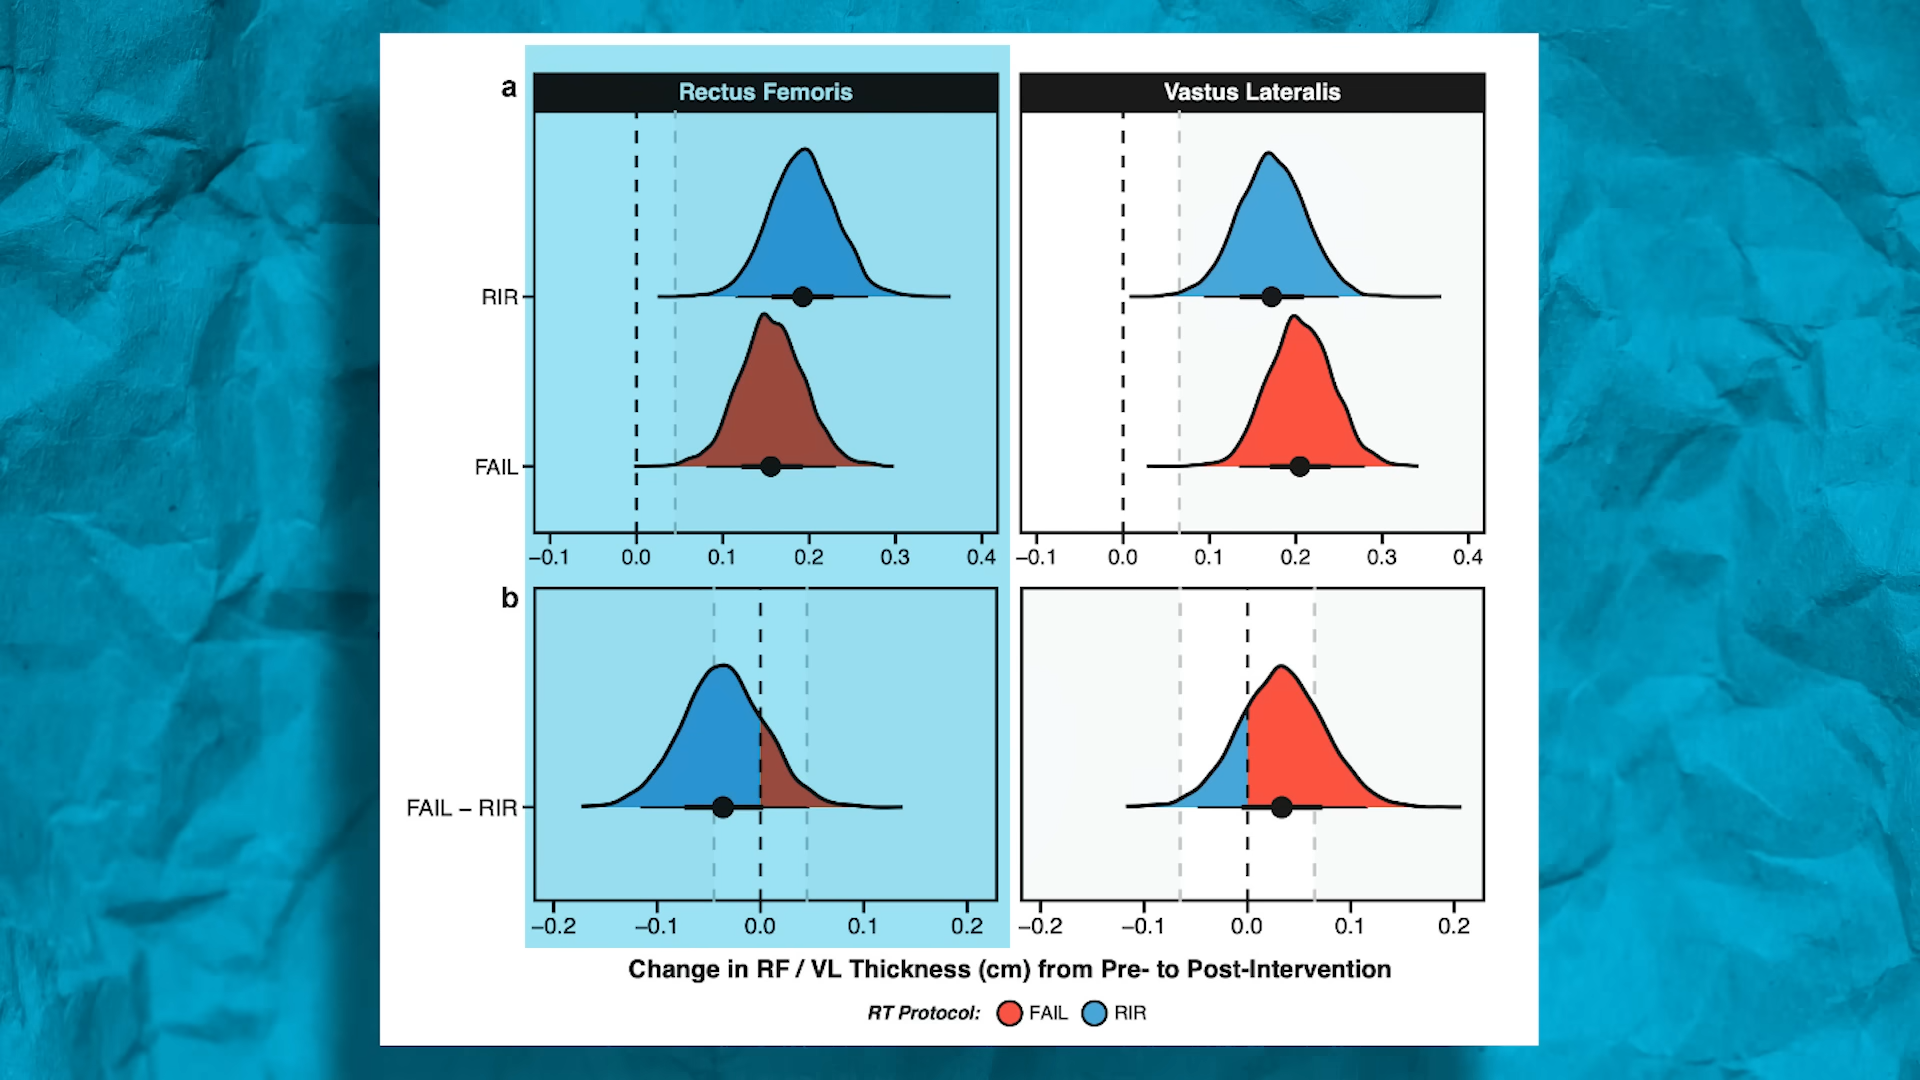 a
Rectus Femoris
Vastus Lateralis
RIR
FAIL
−0.1 0.0 0.1 0.2 0.3 0.4
−0.1 0.0 0.1 0.2 0.3 0.4
b
FAIL − RIR
−0.2 −0.1 0.0 0.1 0.2
−0.2 −0.1 0.0 0.1 0.2
Change in RF / VL Thickness (cm) from Pre- to Post-Intervention
RT Protocol: FAIL RIR